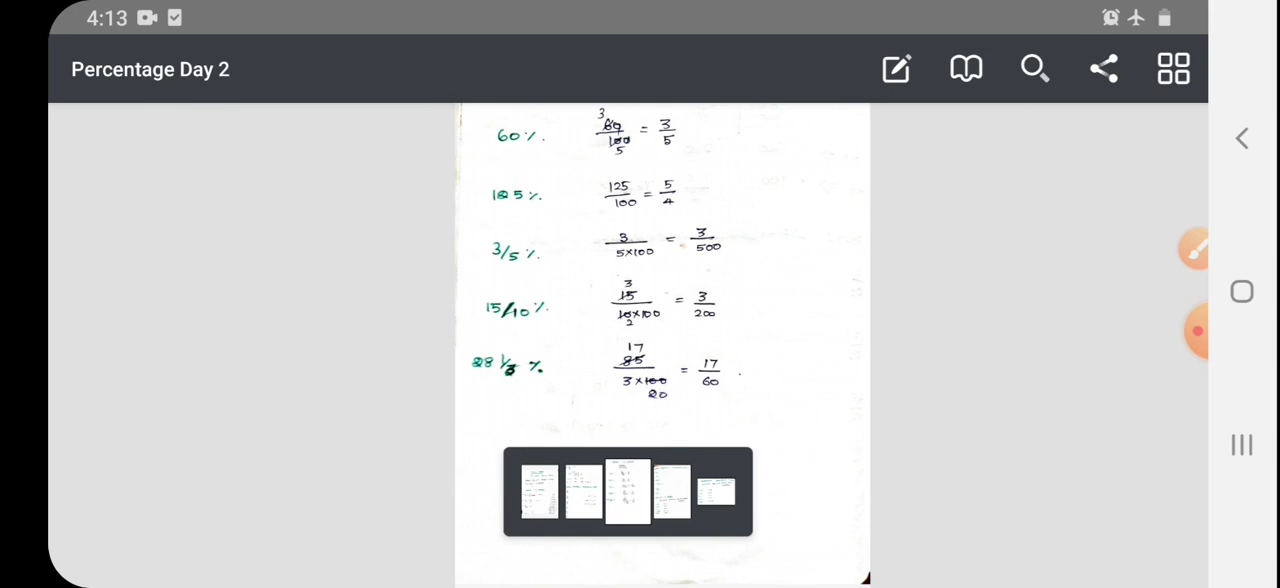 4:13
Percentage Day 2
60%. 3 60/100 5 = 3/5
125%. 125/100 = 5/4
3/5 %. 3/5×100 = 3/500
15/10 %. 3 15/10×100 2 = 3/200
28 1/3 %. 17 85/3×100 20 = 17/60 .